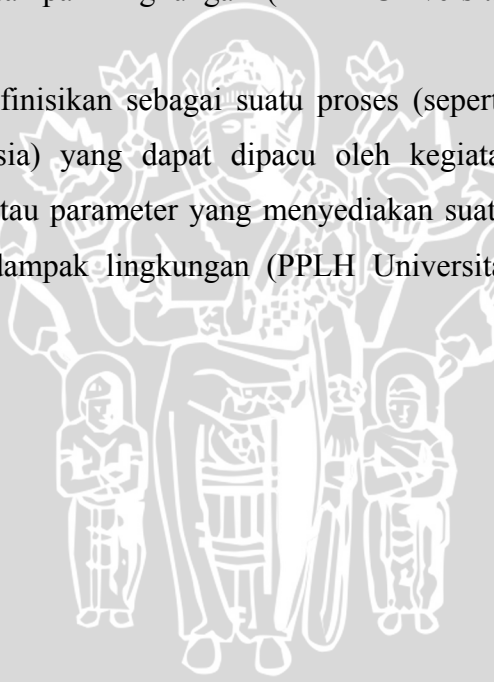 finisikan sebagai suatu proses (sepert
sia) yang dapat dipacu oleh kegiata
tau parameter yang menyediakan suat
lampak lingkungan (PPLH Universita